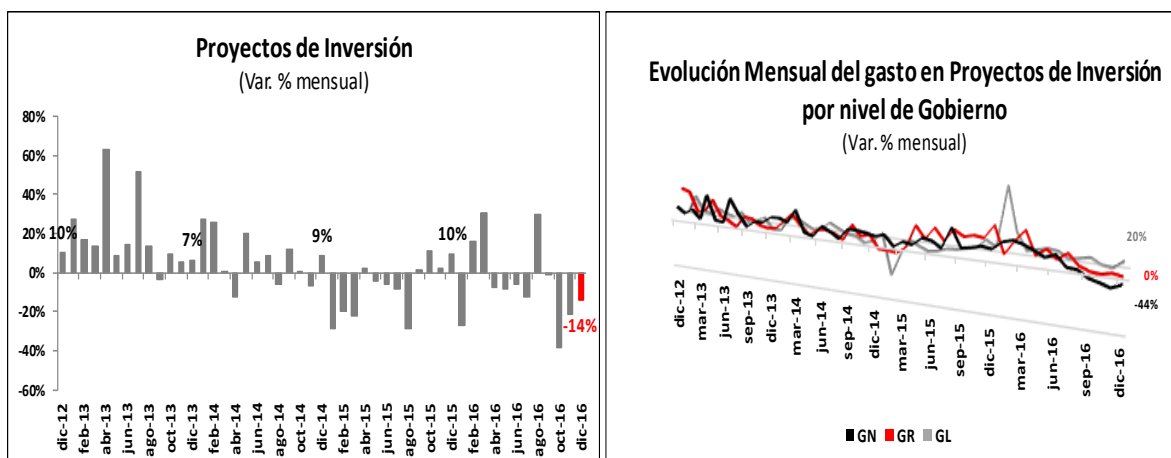 Proyectos de Inversión
(Var. % mensual)
80%
60%
40%
20%
0%
-20%
-40%
-60%
10%
7%
9%
10%
-14%
dic-12
feb-13
abr-13
jun-13
ago-13
oct-13
dic-13
feb-14
abr-14
jun-14
ago-14
oct-14
dic-14
feb-15
abr-15
jun-15
ago-15
oct-15
dic-15
feb-16
abr-16
jun-16
ago-16
oct-16
dic-16
Evolución Mensual del gasto en Proyectos de Inversión
por nivel de Gobierno
(Var. % mensual)
20%
0%
-44%
dic-12
mar-13
jun-13
sep-13
dic-13
mar-14
jun-14
sep-14
dic-14
mar-15
jun-15
sep-15
dic-15
mar-16
jun-16
sep-16
dic-16
GN GR GL